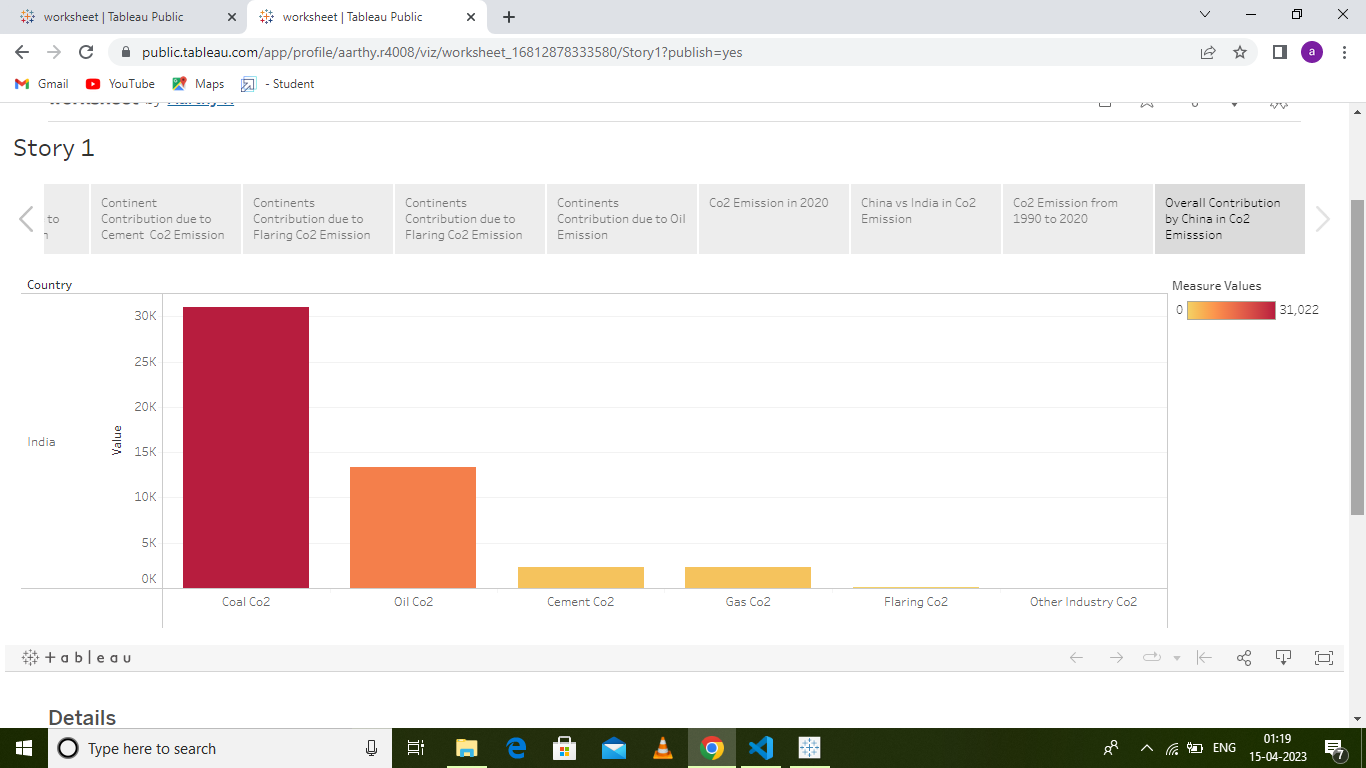 worksheet | Tableau Public
worksheet | Tableau Public
public.tableau.com/app/profile/aarthy.r4008/viz/worksheet_16812878333580/Story1?publish=yes
a
Gmail
YouTube
Maps
- Student
worksheet by Aarthy R
Story 1
to
Continent
Contribution due to
Cement Co2 Emission
Continents
Contribution due to
Flaring Co2 Emission
Continents
Contribution due to
Flaring Co2 Emission
Continents
Contribution due to Oil
Emission
Co2 Emission in 2020
China vs India in Co2
Emission
Co2 Emission from
1990 to 2020
Overall Contribution
by China in Co2
Emisssion
Country
Measure Values
0 31,022
30K
25K
20K
15K
10K
5K
0K
Value
India
Coal Co2
Oil Co2
Cement Co2
Gas Co2
Flaring Co2
Other Industry Co2
+ a b l e a u
Details
Type here to search
ENG
01:19
15-04-2023
7